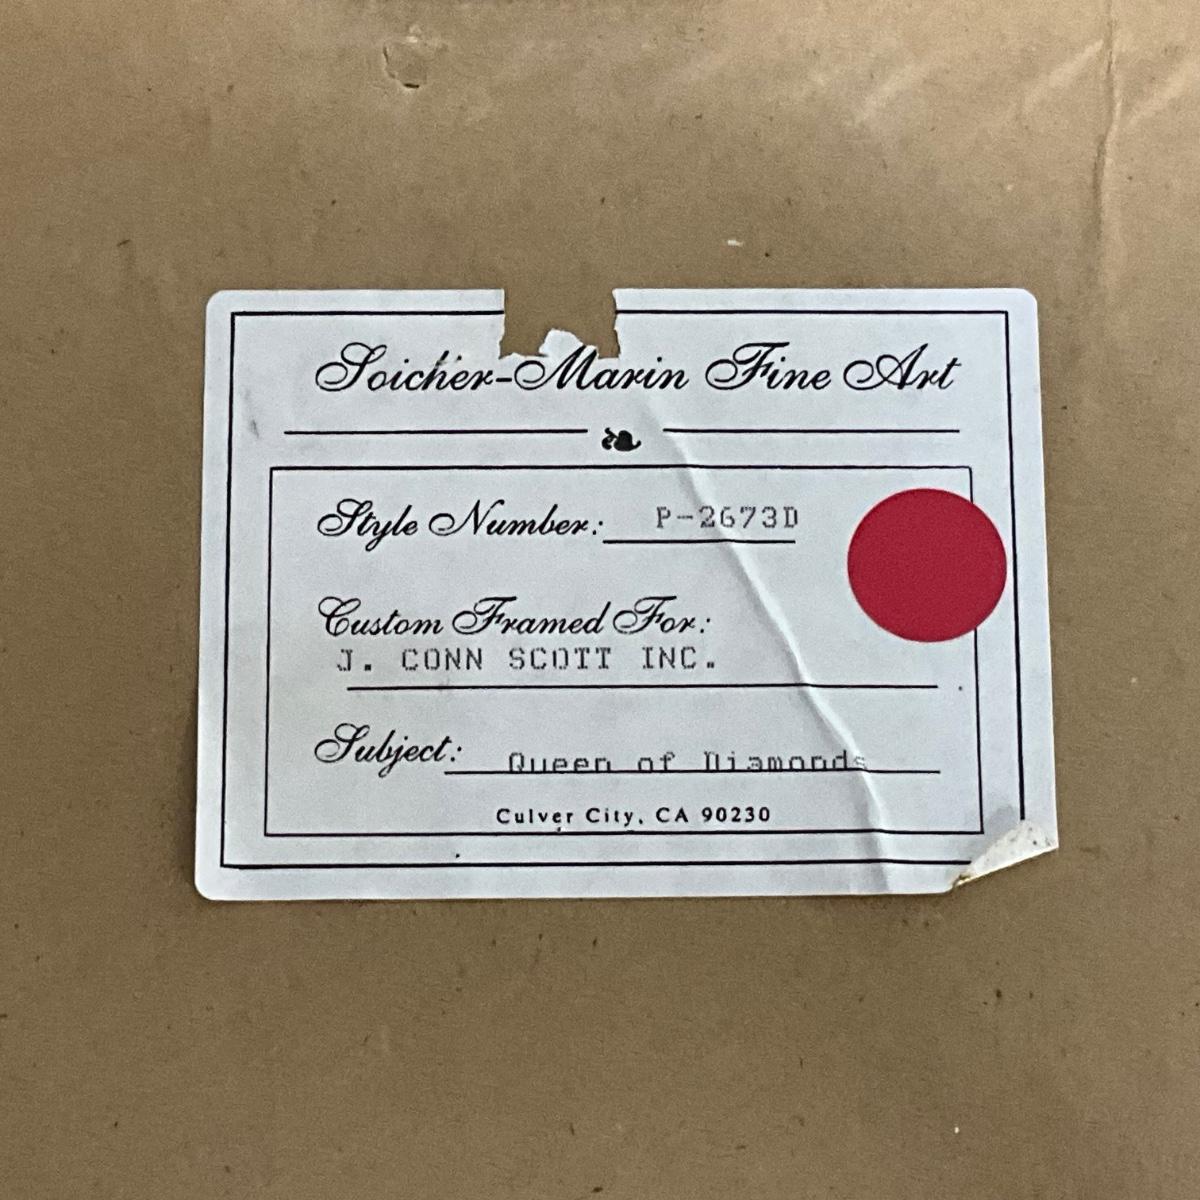 Soicher-Marin Fine Art
Style Number: P-2673D
Custom Framed For:
J. CONN SCOTT INC.
Subject: Queen of Diamonds
Culver City, CA 90230